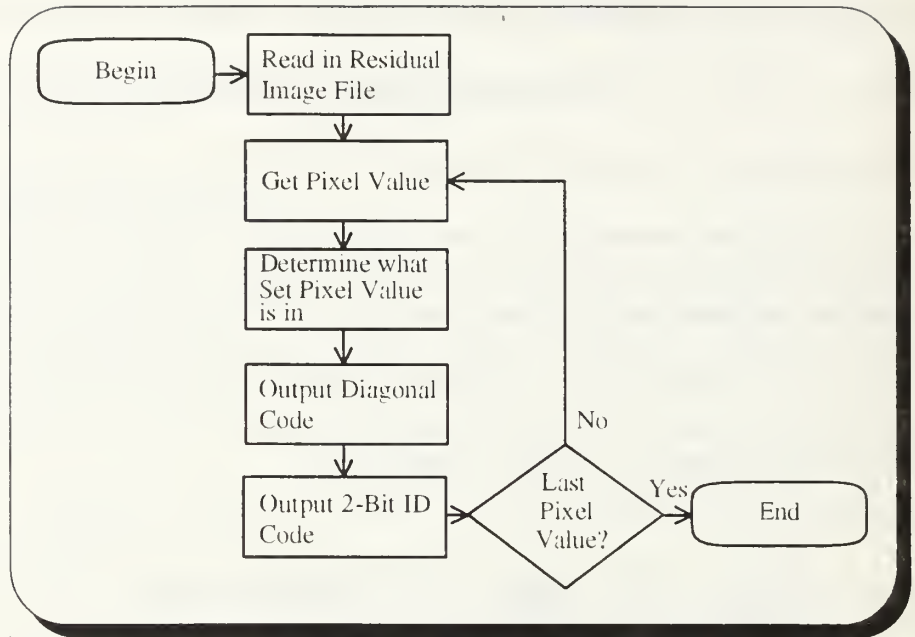 Begin
Read in Residual
Image File
Get Pixel Value
Determine what
Set Pixel Value
is in
Output Diagonal
Code
Output 2-Bit ID
Code
No
Last
Pixel
Value?
Yes
End